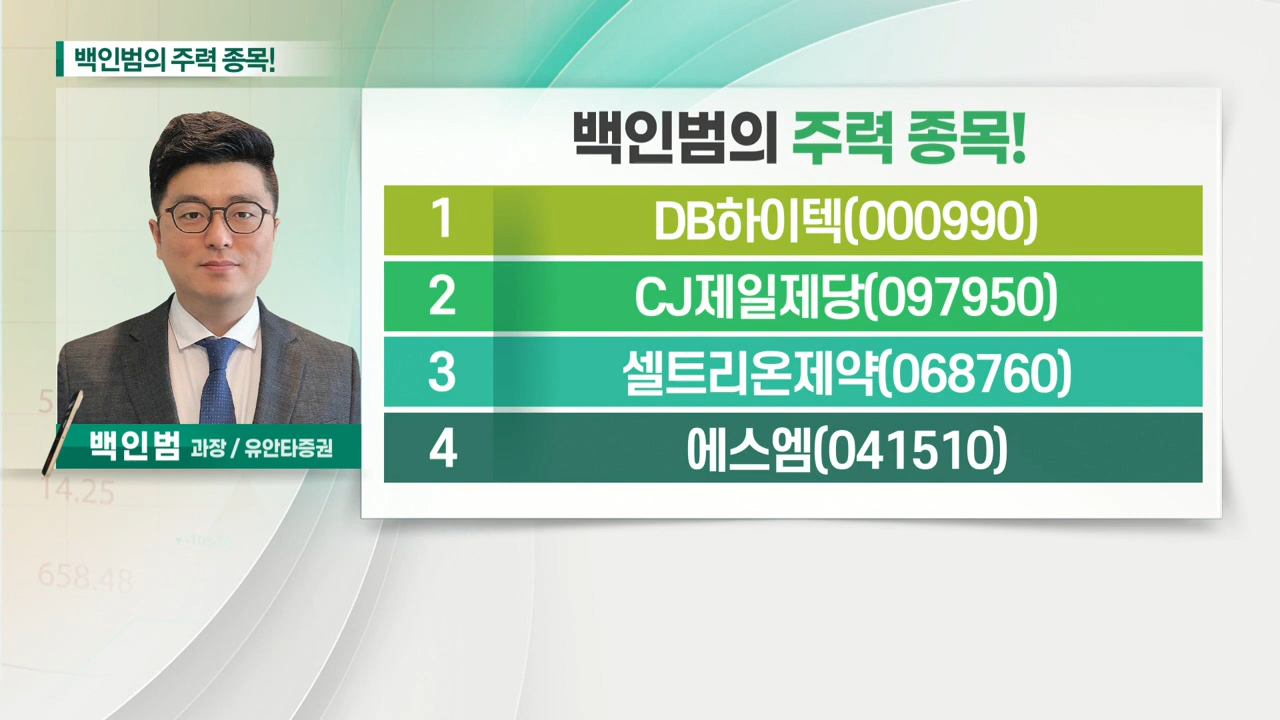 백인범의 주력 종목!
백인범의 주력 종목!
1 DB하이텍(000990)
2 CJ제일제당(097950)
3 셀트리온제약(068760)
4 에스엠(041510)
백인범 과장 / 유안타증권
14.25
658.48